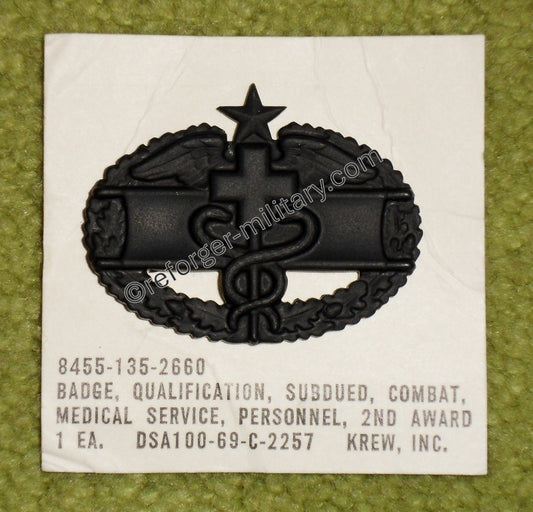 ©reforger-military.com
8455-135-2660
BADGE, QUALIFICATION, SUBDUED, COMBAT,
MEDICAL SERVICE, PERSONNEL, 2ND AWARD
1 EA. DSA100-69-C-2257 KREW, INC.